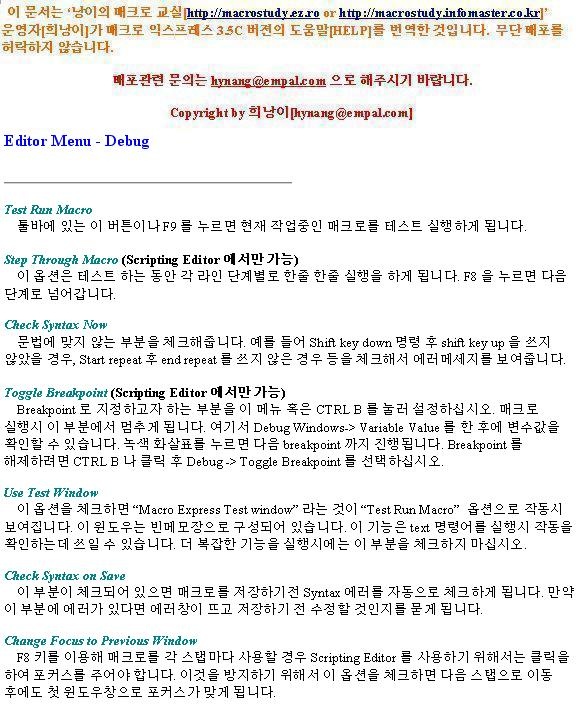 이 문서는 ‘낭이의 매크로 교실[http://macrostudy.ez.ro or http://macrostudy.infomaster.co.kr]’
운영자[희낭이]가 매크로 익스프레스 3.5C 버젼의 도움말[HELP]를 번역한 것입니다. 무단 배포를
허락하지 않습니다.
배포관련 문의는 hynang@empal.com 으로 해주시기 바랍니다.
Copyright by 희낭이[hynang@empal.com]
Editor Menu - Debug
Test Run Macro
툴바에 있는 이 버튼이나 F9 를 누르면 현재 작업중인 매크로를 테스트 실행하게 됩니다.
Step Through Macro (Scripting Editor 에서만 가능)
이 옵션은 테스트 하는 동안 각 라인 단계별로 한줄 한줄 실행을 하게 됩니다. F8 을 누르면 다음
단계로 넘어갑니다.
Check Syntax Now
문법에 맞지 않는 부분을 체크해줍니다. 예를 들어 Shift key down 명령 후 shift key up 을 쓰지
않았을 경우, Start repeat 후 end repeat 를 쓰지 않은 경우 등을 체크해서 에러메세지를 보여줍니다.
Toggle Breakpoint (Scripting Editor 에서만 가능)
Breakpoint 로 지정하고자 하는 부분을 이 메뉴 혹은 CTRL B 를 눌러 설정하십시오. 매크로
실행시 이 부분에서 멈추게 됩니다. 여기서 Debug Windows-> Variable Value 를 한 후에 변수값을
확인할 수 있습니다. 녹색 화살표를 누르면 다음 breakpoint 까지 진행됩니다. Breakpoint 를
해제하려면 CTRL B 나 클릭 후 Debug -> Toggle Breakpoint 를 선택하십시오.
Use Test Window
이 옵션을 체크하면 “Macro Express Test window” 라는 것이 “Test Run Macro” 옵션으로 작동시
보여집니다. 이 윈도우는 빈메모장으로 구성되어 있습니다. 이 기능은 text 명령어를 실행시 작동을
확인하는데 쓰일 수 있습니다. 더 복잡한 기능을 실행시에는 이 부분을 체크하지 마십시오.
Check Syntax on Save
이 부분이 체크되어 있으면 매크로를 저장하기전 Syntax 에러를 자동으로 체크하게 됩니다. 만약
이 부분에 에러가 있다면 에러창이 뜨고 저장하기 전 수정할 것인지를 묻게 됩니다.
Change Focus to Previous Window
F8 키를 이용해 매크로를 각 스탭마다 사용할 경우 Scripting Editor 를 사용하기 위해서는 클릭을
하여 포커스를 주어야 합니다. 이것을 방지하기 위해서 이 옵션을 체크하면 다음 스탭으로 이동
후에도 첫 윈도우창으로 포커스가 맞게 됩니다.